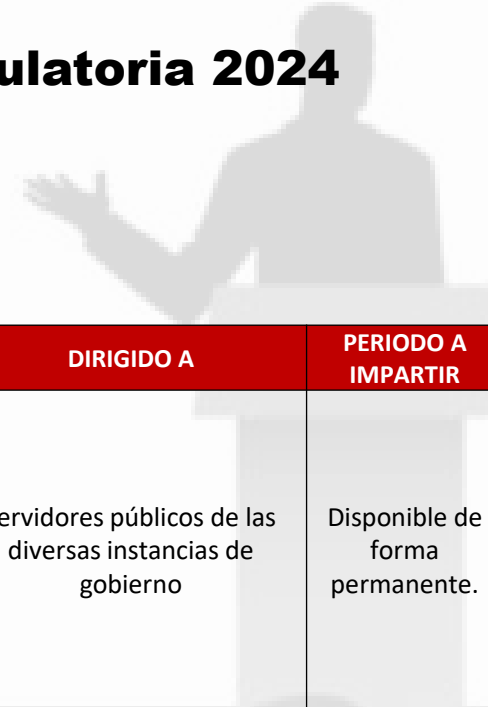 ulatoria 2024
DIRIGIDO A
PERIODO A
IMPARTIR
ervidores públicos de las
diversas instancias de
gobierno
Disponible de
forma
permanente.